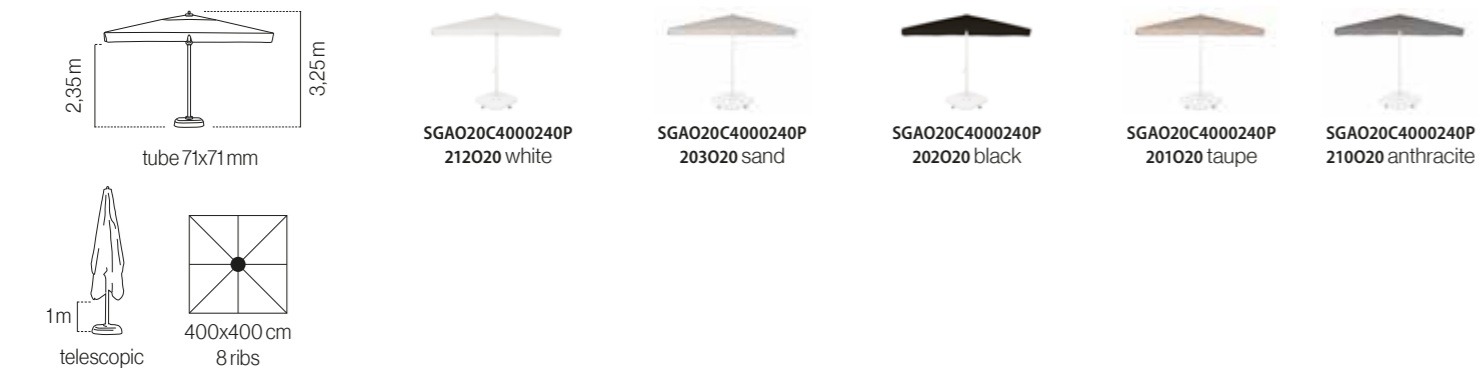 2,35 m
3,25 m
tube 71x71 mm
1 m
telescopic
400x400 cm
8 ribs
SGAO20C4000240P
212O20 white
SGAO20C4000240P
203O20 sand
SGAO20C4000240P
202O20 black
SGAO20C4000240P
201O20 taupe
SGAO20C4000240P
210O20 anthracite